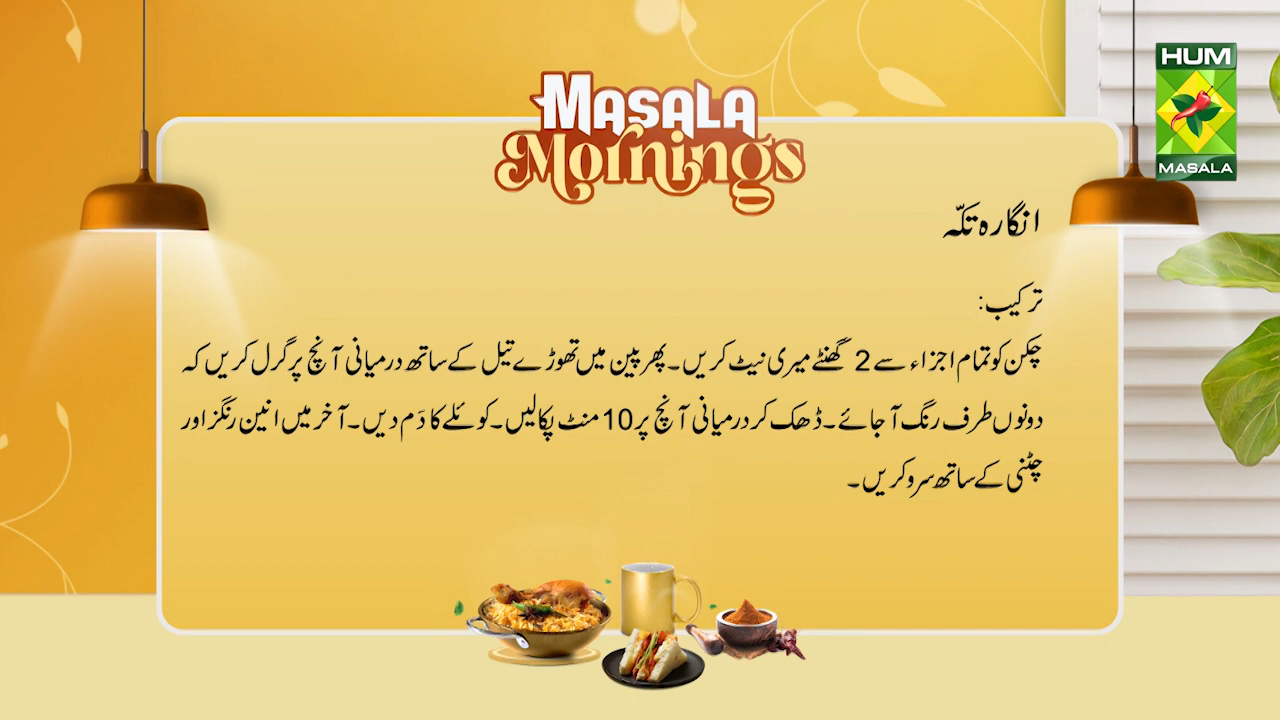 MASALA
Mornings
HUM
MASALA
انگارہ تکّہ
ترکیب:
چکن کو تمام اجزاء سے 2 گھنٹے میری نیٹ کریں۔ پھر پین میں تھوڑے تیل کے ساتھ درمیانی آنچ پر گرل کریں کہ
دونوں طرف رنگ آ جائے۔ ڈھک کر درمیانی آنچ پر 10 منٹ پکا لیں۔ کوئلے کا دَم دیں۔ آخر میں انین رنگز اور
چٹنی کے ساتھ سرو کریں۔